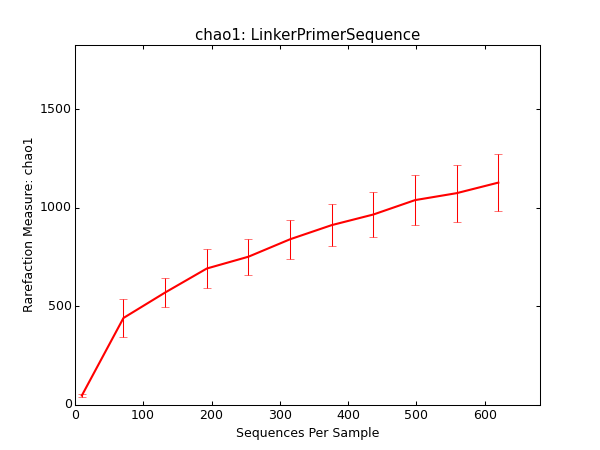 chao1: LinkerPrimerSequence
Rarefaction Measure: chao1
1500
1000
500
0
0 100 200 300 400 500 600
Sequences Per Sample